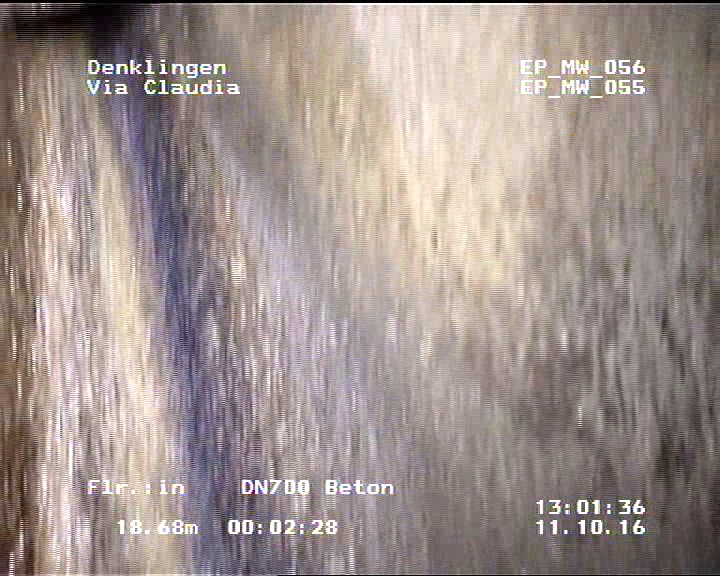 Denklingen
Via Claudia
EP_MW_056
EP_MW_055
Flr.:in DN700 Beton
18.68m 00:02:28
13:01:36
11.10.16